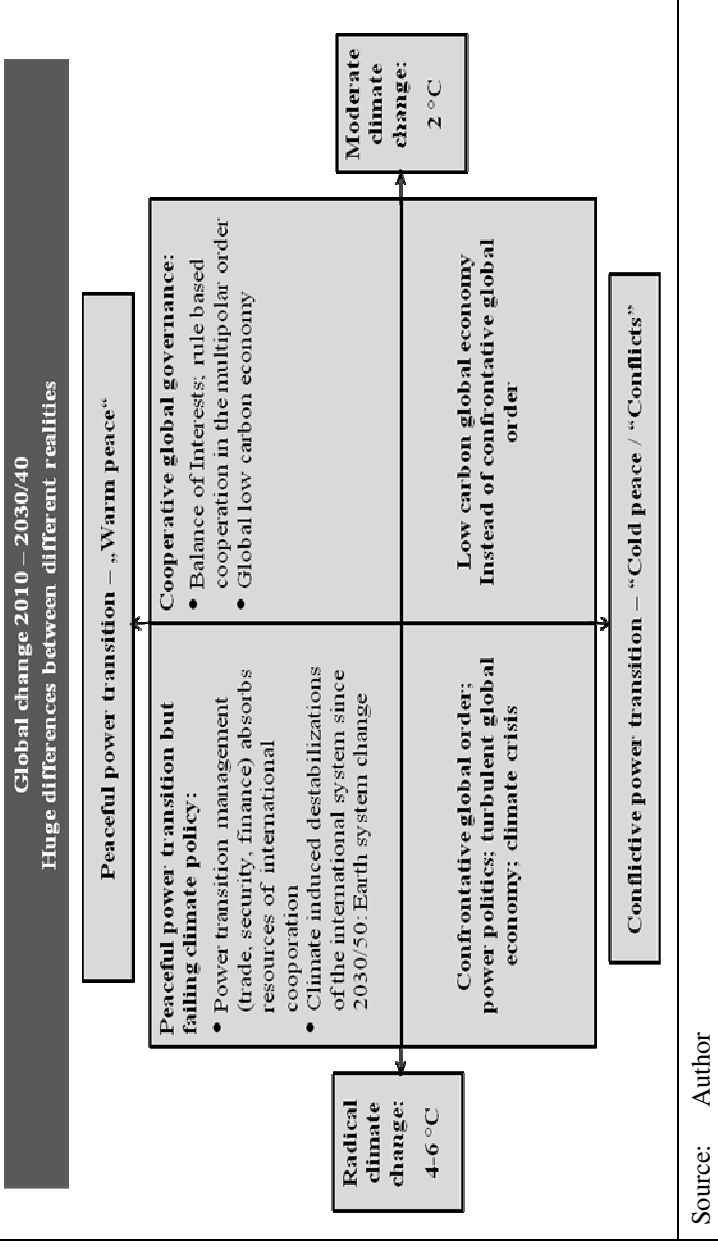 Global change 2010 – 2030/40
Huge differences between different realities
Peaceful power transition – „Warm peace“
Peaceful power transition but
failing climate policy:
• Power transition management
(trade, security, finance) absorbs
resources of international
cooporation
• Climate induced destabilizations
of the international system since
2030/50: Earth system change
Cooperative global governance:
• Balance of Interests; rule based
cooperation in the multipolar order
• Global low carbon economy
Radical
climate
change:
4-6 °C
Moderate
climate
change:
2 °C
Confrontative global order;
power politics; turbulent global
economy; climate crisis
Low carbon global economy
Instead of confrontative global
order
Conflictive power transition – “Cold peace / “Conflicts”
Source: Author